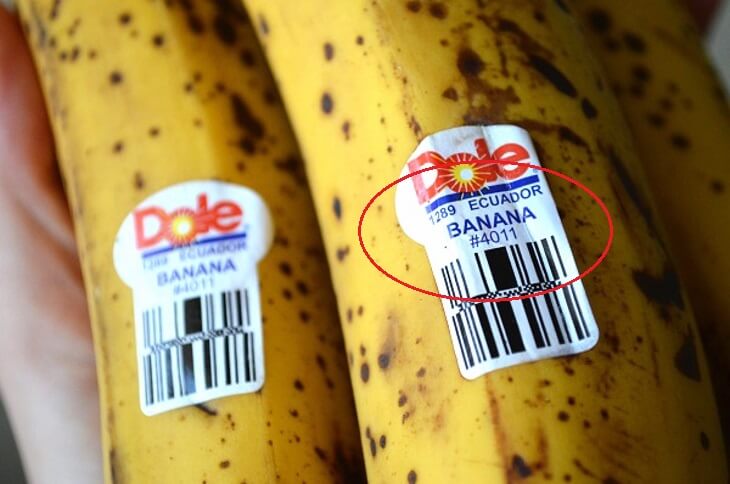 Dole
1289 ECUADOR
BANANA
#4011
Dole
1289 ECUADOR
BANANA
#4011